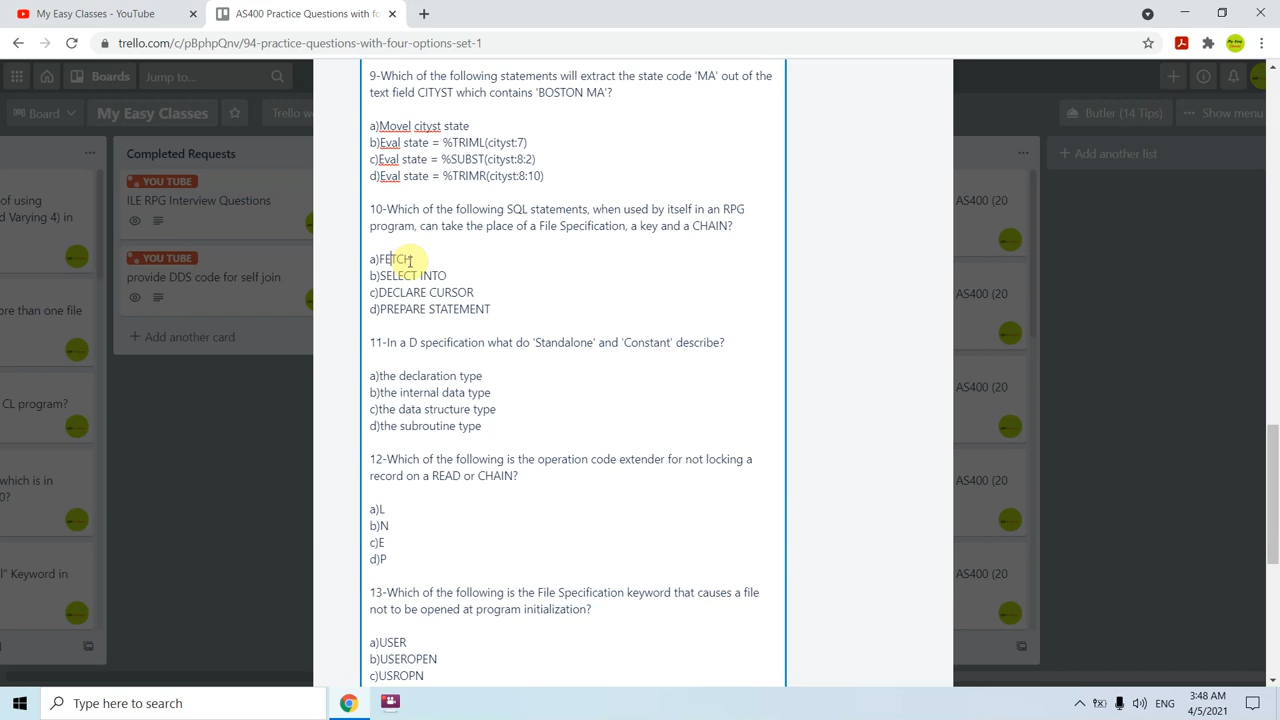 My Easy Classes - YouTube
AS400 Practice Questions with fo
trello.com/c/pBphpQnv/94-practice-questions-with-four-options-set-1
Boards
Jump to...
Board
My Easy Classes
Trello wo
Butler (14 Tips)
Show menu
of using
Varying 4) in
ore than one file
CL program?
which is in
0?
l" Keyword in
Completed Requests
YOU TUBE
ILE RPG Interview Questions
YOU TUBE
provide DDS code for self join
+ Add another card
9-Which of the following statements will extract the state code 'MA' out of the
text field CITYST which contains 'BOSTON MA'?
a)Movel cityst state
b)Eval state = %TRIML(cityst:7)
c)Eval state = %SUBST(cityst:8:2)
d)Eval state = %TRIMR(cityst:8:10)
10-Which of the following SQL statements, when used by itself in an RPG
program, can take the place of a File Specification, a key and a CHAIN?
a)FETCH
b)SELECT INTO
c)DECLARE CURSOR
d)PREPARE STATEMENT
11-In a D specification what do 'Standalone' and 'Constant' describe?
a)the declaration type
b)the internal data type
c)the data structure type
d)the subroutine type
12-Which of the following is the operation code extender for not locking a
record on a READ or CHAIN?
a)L
b)N
c)E
d)P
13-Which of the following is the File Specification keyword that causes a file
not to be opened at program initialization?
a)USER
b)USEROPEN
c)USROPN
AS400 (20
AS400 (20
AS400 (20
AS400 (20
AS400 (20
+ Add another list
Type here to search
ENG
3:48 AM
4/5/2021